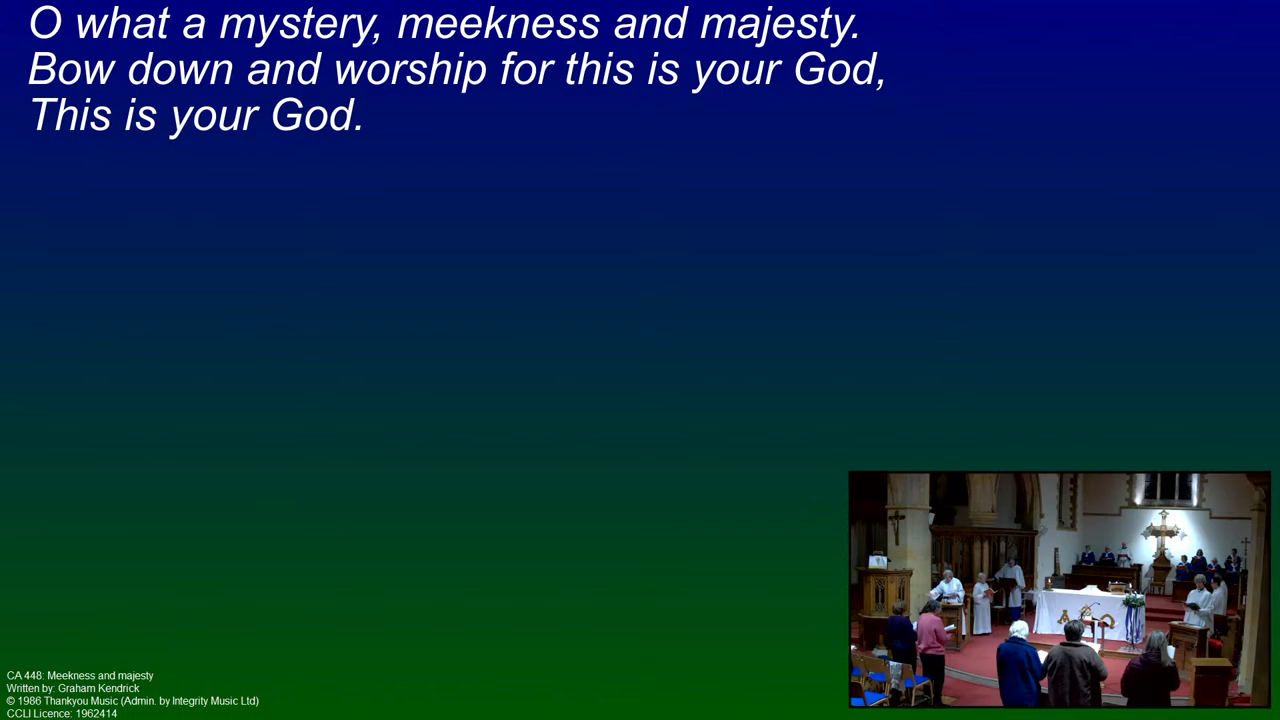 O what a mystery, meekness and majesty.
Bow down and worship for this is your God,
This is your God.
CA 448: Meekness and majesty
Written by: Graham Kendrick
© 1986 Thankyou Music (Admin. by Integrity Music Ltd)
CCLI Licence: 1962414